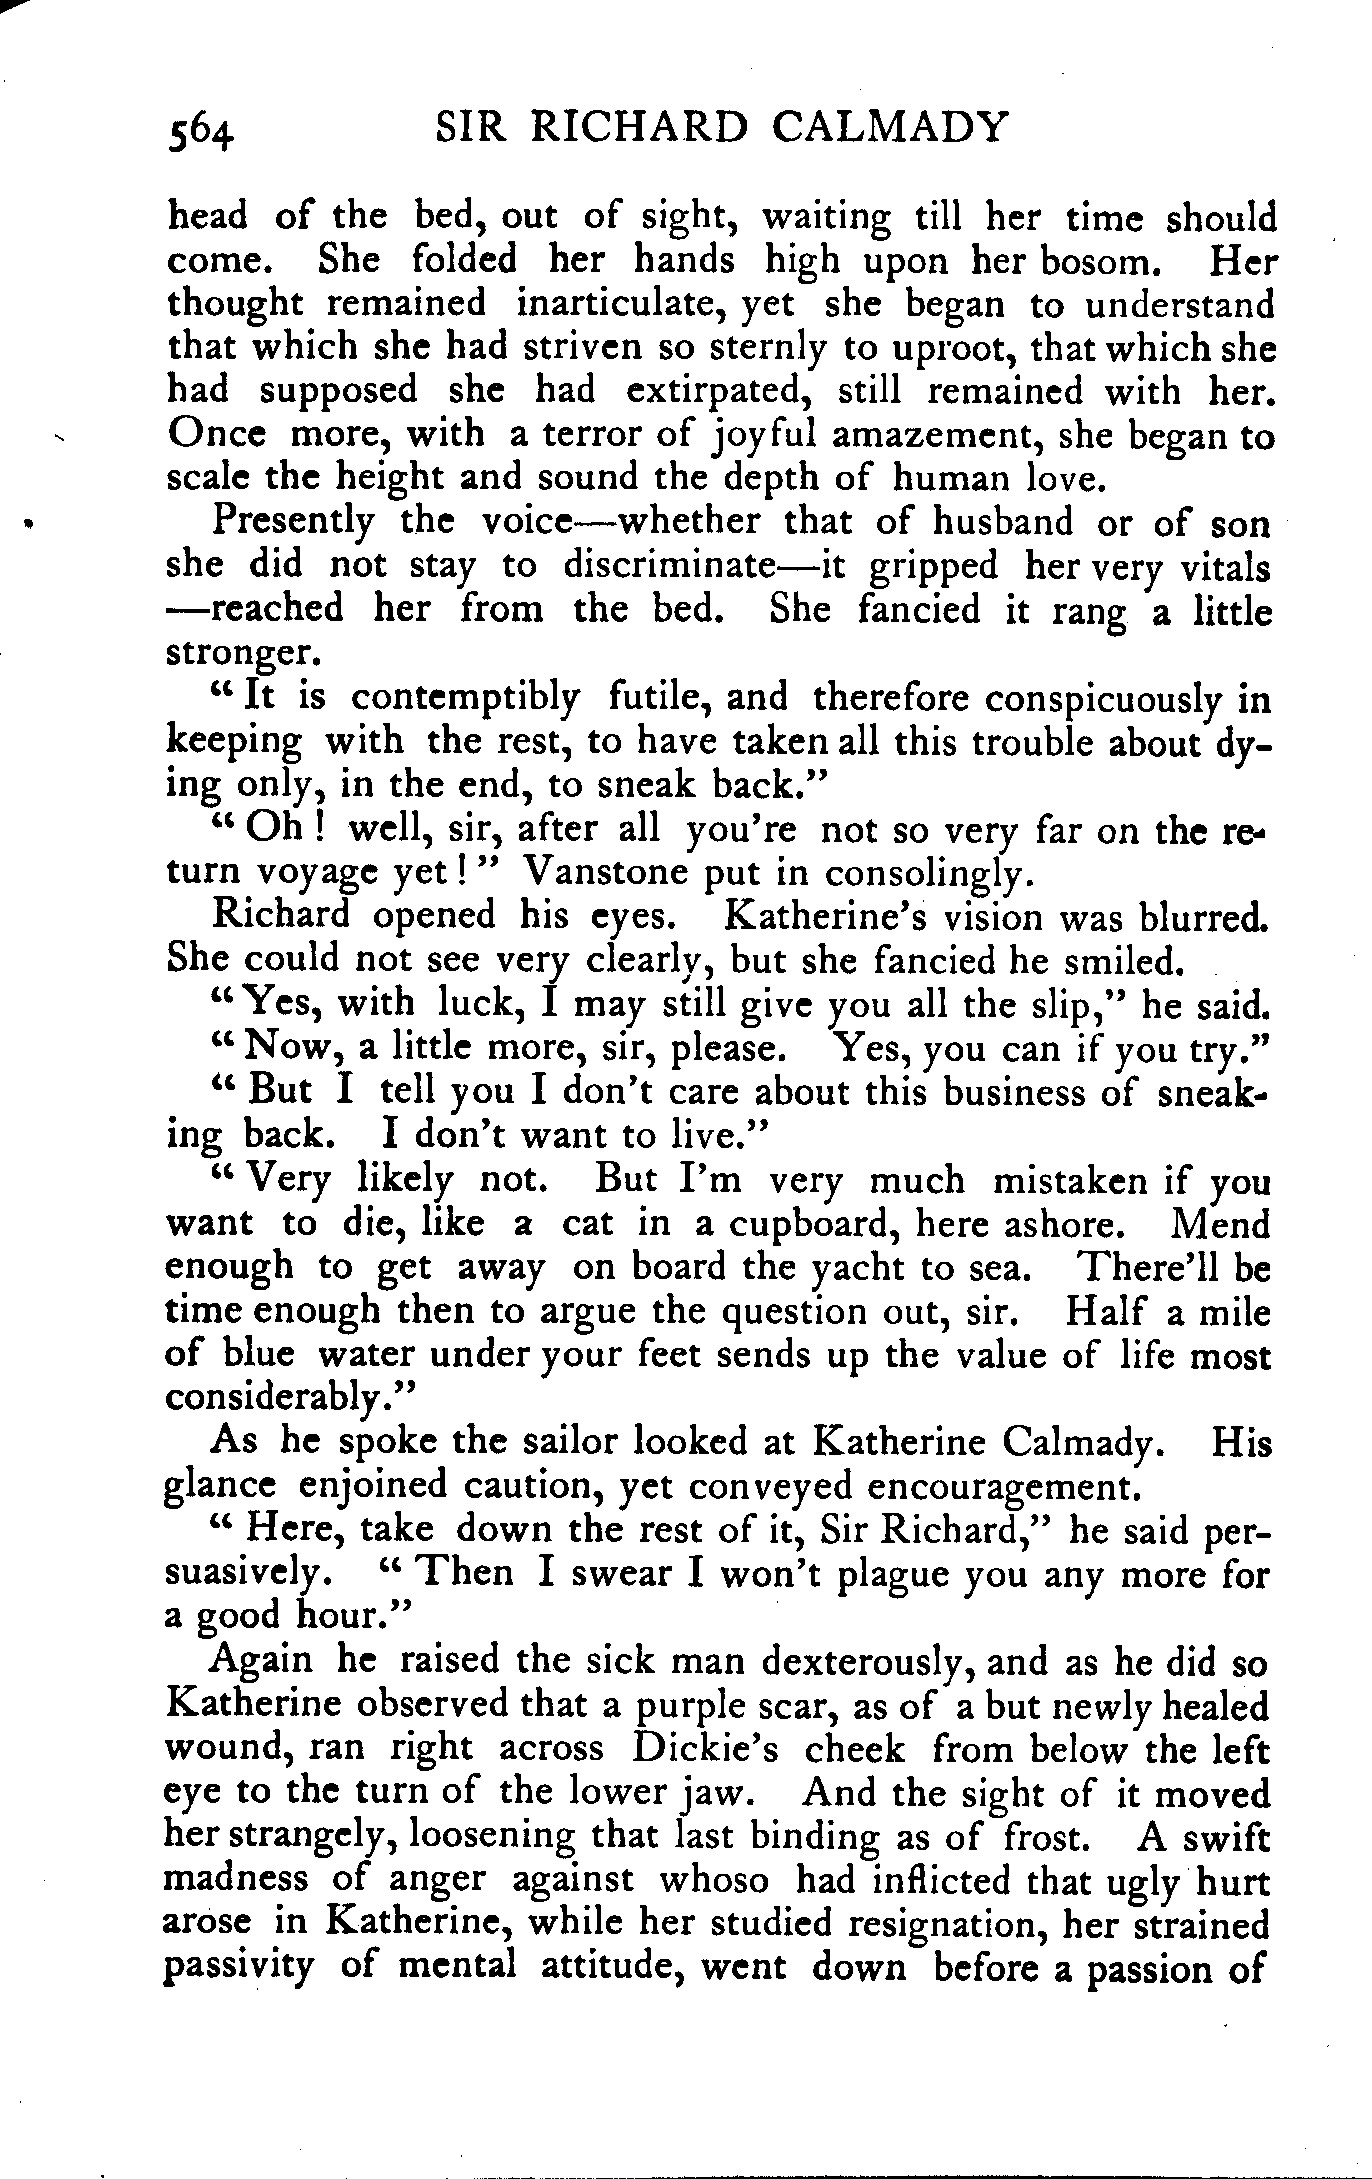 564 SIR RICHARD CALMADY
head of the bed, out of sight, waiting till her time should
come. She folded her hands high upon her bosom. Her
thought remained inarticulate, yet she began to understand
that which she had striven so sternly to uproot, that which she
had supposed she had extirpated, still remained with her.
Once more, with a terror of joyful amazement, she began to
scale the height and sound the depth of human love.
Presently the voice—whether that of husband or of son
she did not stay to discriminate—it gripped her very vitals
—reached her from the bed. She fancied it rang a little
stronger.
“It is contemptibly futile, and therefore conspicuously in
keeping with the rest, to have taken all this trouble about dy-
ing only, in the end, to sneak back.”
“Oh! well, sir, after all you’re not so very far on the re-
turn voyage yet!” Vanstone put in consolingly.
Richard opened his eyes. Katherine’s vision was blurred.
She could not see very clearly, but she fancied he smiled.
“Yes, with luck, I may still give you all the slip,” he said.
“Now, a little more, sir, please. Yes, you can if you try.”
“But I tell you I don’t care about this business of sneak-
ing back. I don’t want to live.”
“Very likely not. But I’m very much mistaken if you
want to die, like a cat in a cupboard, here ashore. Mend
enough to get away on board the yacht to sea. There’ll be
time enough then to argue the question out, sir. Half a mile
of blue water under your feet sends up the value of life most
considerably.”
As he spoke the sailor looked at Katherine Calmady. His
glance enjoined caution, yet conveyed encouragement.
“Here, take down the rest of it, Sir Richard,” he said per-
suasively. “Then I swear I won’t plague you any more for
a good hour.”
Again he raised the sick man dexterously, and as he did so
Katherine observed that a purple scar, as of a but newly healed
wound, ran right across Dickie’s cheek from below the left
eye to the turn of the lower jaw. And the sight of it moved
her strangely, loosening that last binding as of frost. A swift
madness of anger against whoso had inflicted that ugly hurt
arose in Katherine, while her studied resignation, her strained
passivity of mental attitude, went down before a passion of